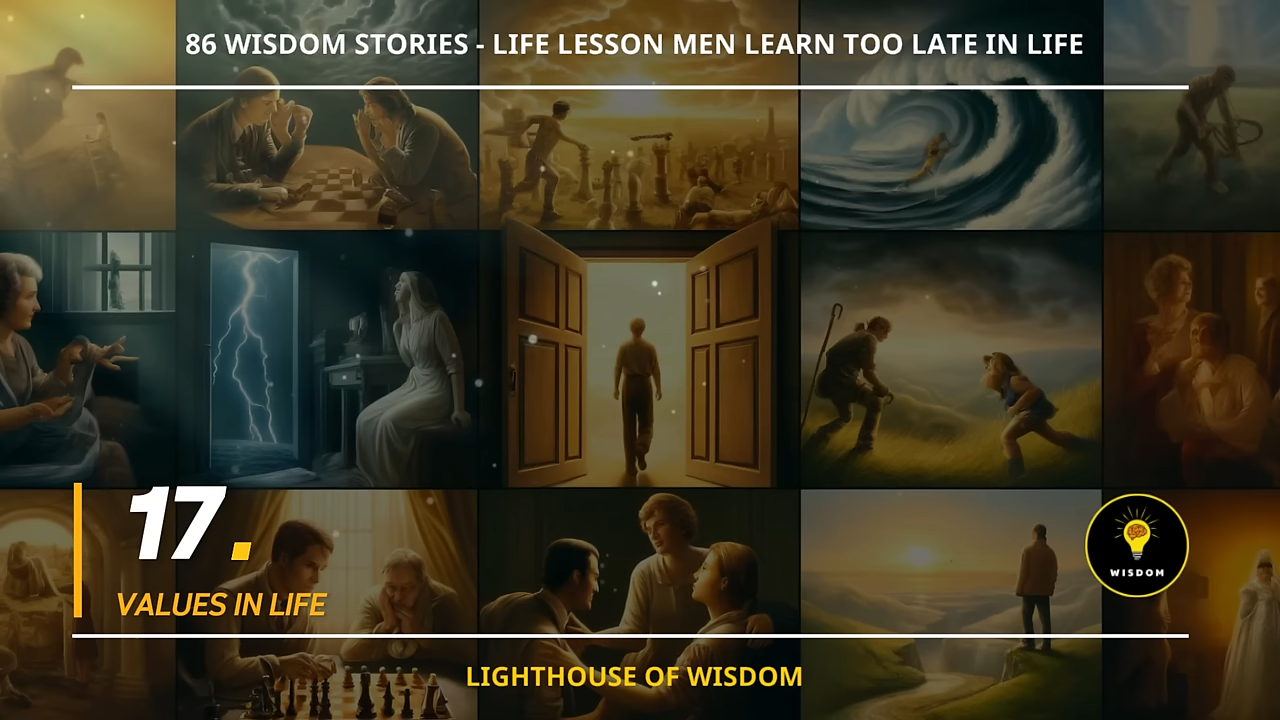 86 WISDOM STORIES - LIFE LESSON MEN LEARN TOO LATE IN LIFE
17.
VALUES IN LIFE
WISDOM
LIGHTHOUSE OF WISDOM